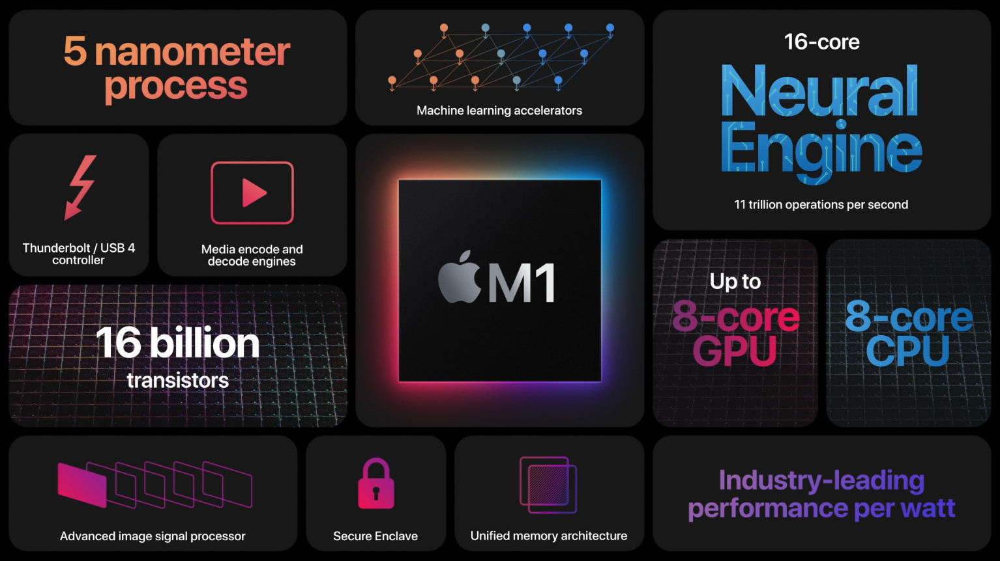 5 nanometer
process
Machine learning accelerators
16-core
Neural
Engine
11 trillion operations per second
Thunderbolt / USB 4
controller
Media encode and
decode engines
M1
Up to
8-core
GPU
8-core
CPU
16 billion
transistors
Advanced image signal processor
Secure Enclave
Unified memory architecture
Industry-leading
performance per watt